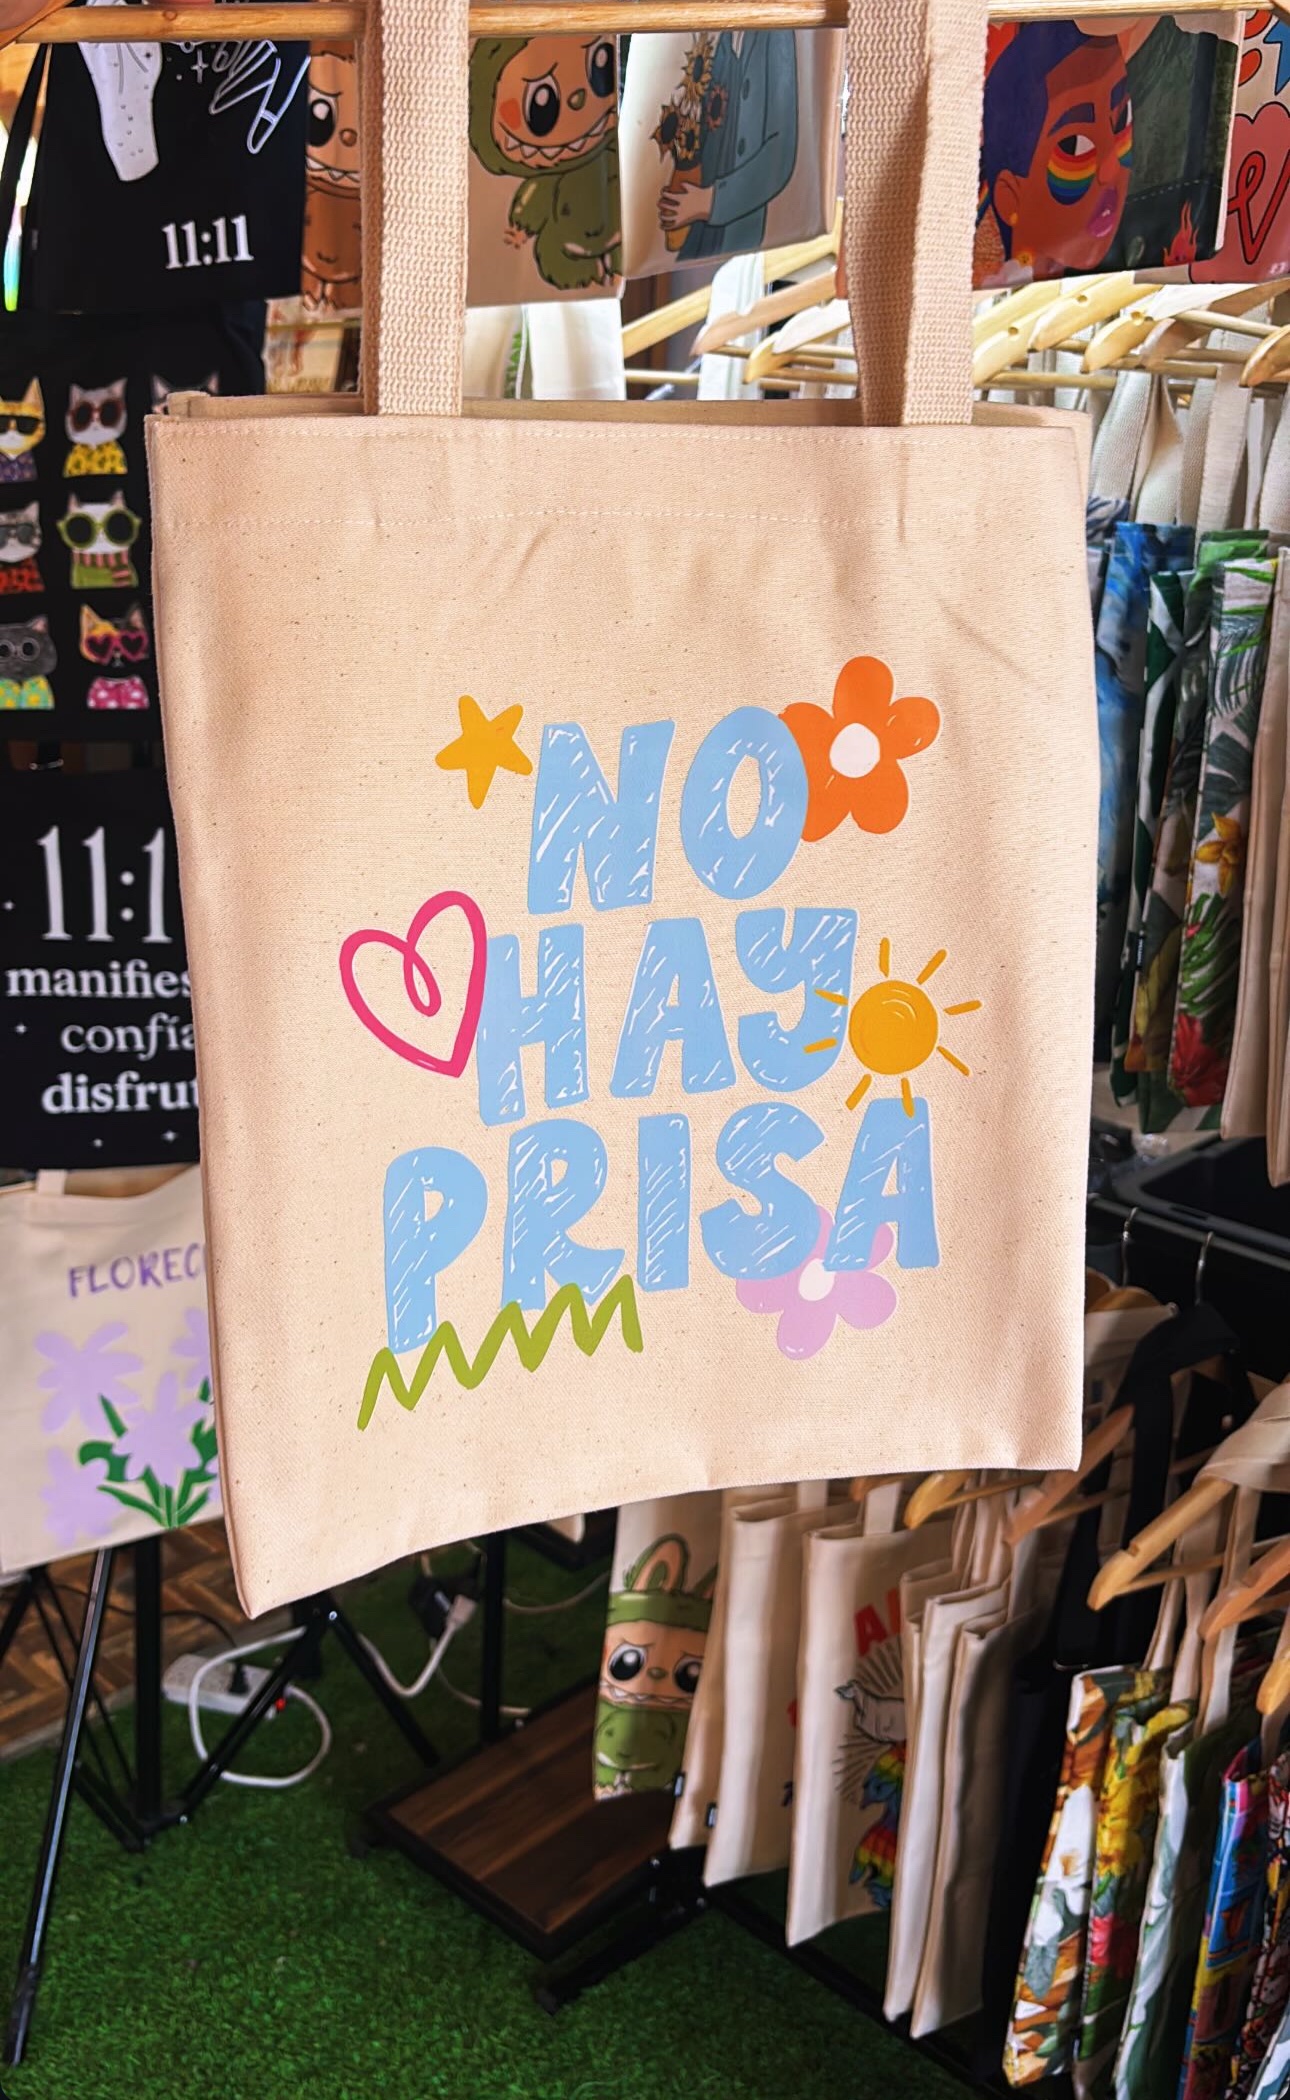 11:11
NO
HAY
PRISA
11:1
manifies
confía
disfrut
FLOREC